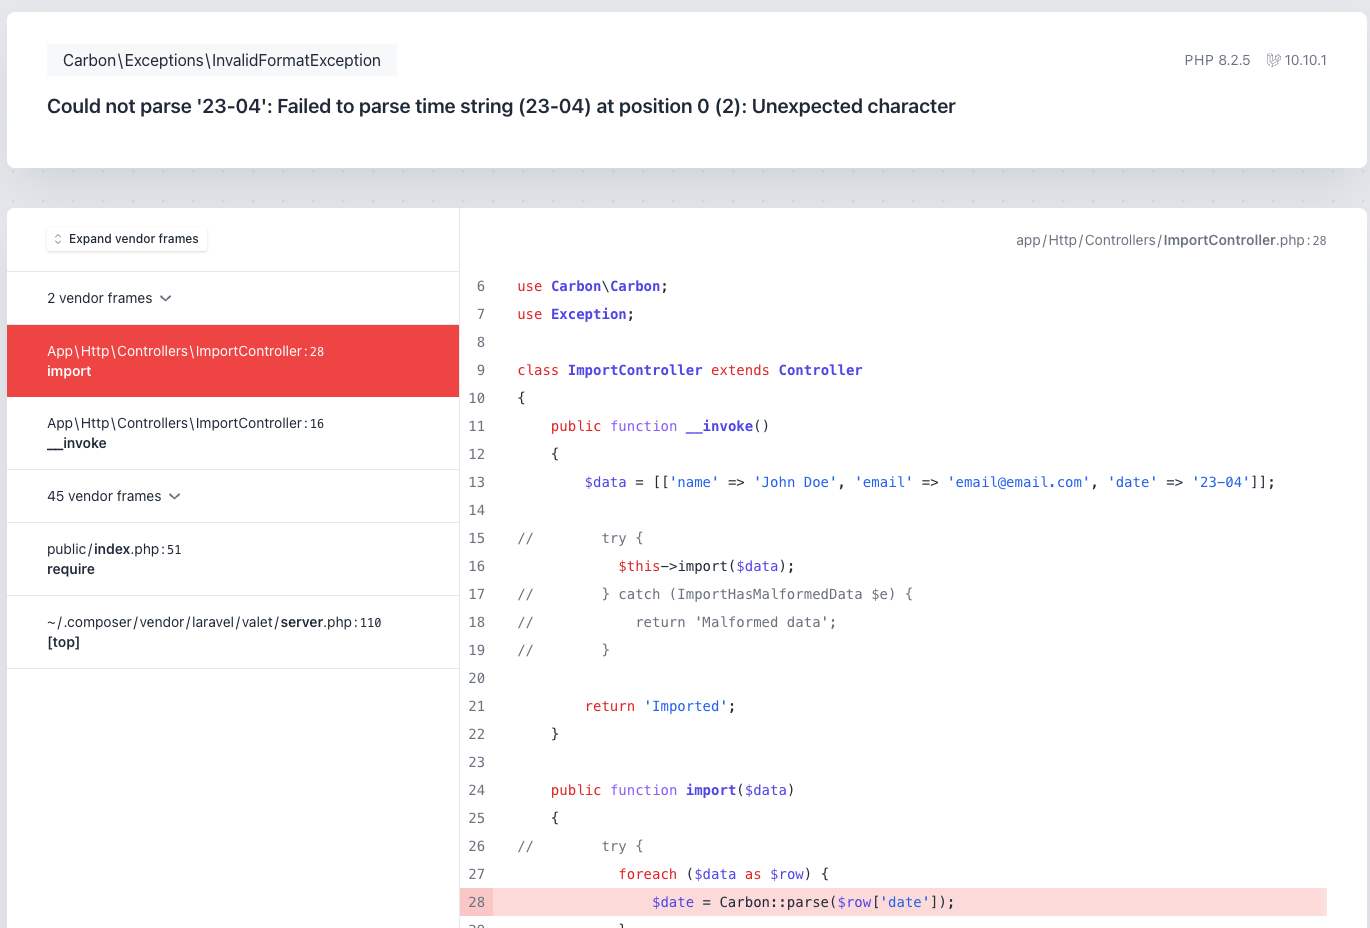 Carbon\Exceptions\InvalidFormatException
PHP 8.2.5 10.10.1
Could not parse '23-04': Failed to parse time string (23-04) at position 0 (2): Unexpected character
Expand vendor frames
2 vendor frames
App\Http\Controllers\ImportController:28
import
App\Http\Controllers\ImportController:16
__invoke
45 vendor frames
public/index.php:51
require
~/.composer/vendor/laravel/valet/server.php:110
[top]
app/Http/Controllers/ImportController.php:28
6 use Carbon\Carbon;
7 use Exception;
8
9 class ImportController extends Controller
10 {
11     public function __invoke()
12     {
13         $data = [['name' => 'John Doe', 'email' => 'email@email.com', 'date' => '23-04']];
14
15 //        try {
16             $this->import($data);
17 //        } catch (ImportHasMalformedData $e) {
18 //            return 'Malformed data';
19 //        }
20
21         return 'Imported';
22     }
23
24     public function import($data)
25     {
26 //        try {
27             foreach ($data as $row) {
28                 $date = Carbon::parse($row['date']);